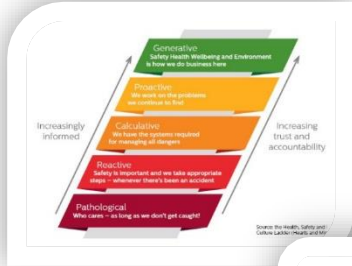 Generative
Safety Health Wellbeing and Environment
is how we do business here
Proactive
We work on the problems
we continue to find
Increasingly
informed
Calculative
We have the systems required
for managing all dangers
Increasing
trust and
accountability
Reactive
Safety is important and we take appropriate
steps – whenever there's been an accident
Pathological
Who cares – as long as we don't get caught!
Source the Health, Safety and
Culture Ladder (Hearts and